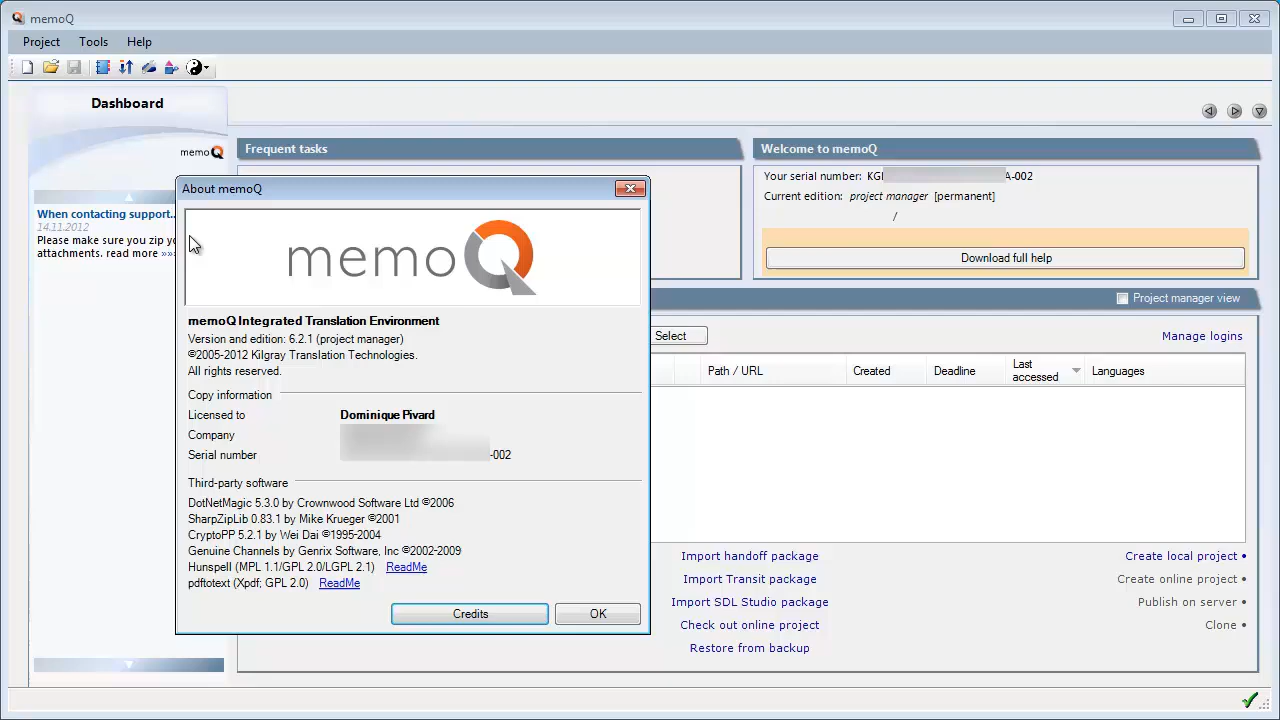 memoQ
Project Tools Help
Dashboard
memoQ
When contacting support..
14.11.2012
Please make sure you zip yo
attachments. read more »»
Frequent tasks
Welcome to memoQ
Your serial number: KGI A-002
Current edition: project manager [permanent]
/
Download full help
Project manager view
About memoQ
memoQ
memoQ Integrated Translation Environment
Version and edition: 6.2.1 (project manager)
©2005-2012 Kilgray Translation Technologies.
All rights reserved.
Copy information
Licensed to Dominique Pivard
Company
Serial number -002
Third-party software
DotNetMagic 5.3.0 by Crownwood Software Ltd ©2006
SharpZipLib 0.83.1 by Mike Krueger ©2001
CryptoPP 5.2.1 by Wei Dai ©1995-2004
Genuine Channels by Genrix Software, Inc ©2002-2009
Hunspell (MPL 1.1/GPL 2.0/LGPL 2.1) ReadMe
pdftotext (Xpdf; GPL 2.0) ReadMe
Credits OK
Select
Manage logins
Path / URL Created Deadline Last accessed Languages
Import handoff package
Import Transit package
Import SDL Studio package
Check out online project
Restore from backup
Create local project •
Create online project •
Publish on server •
Clone •